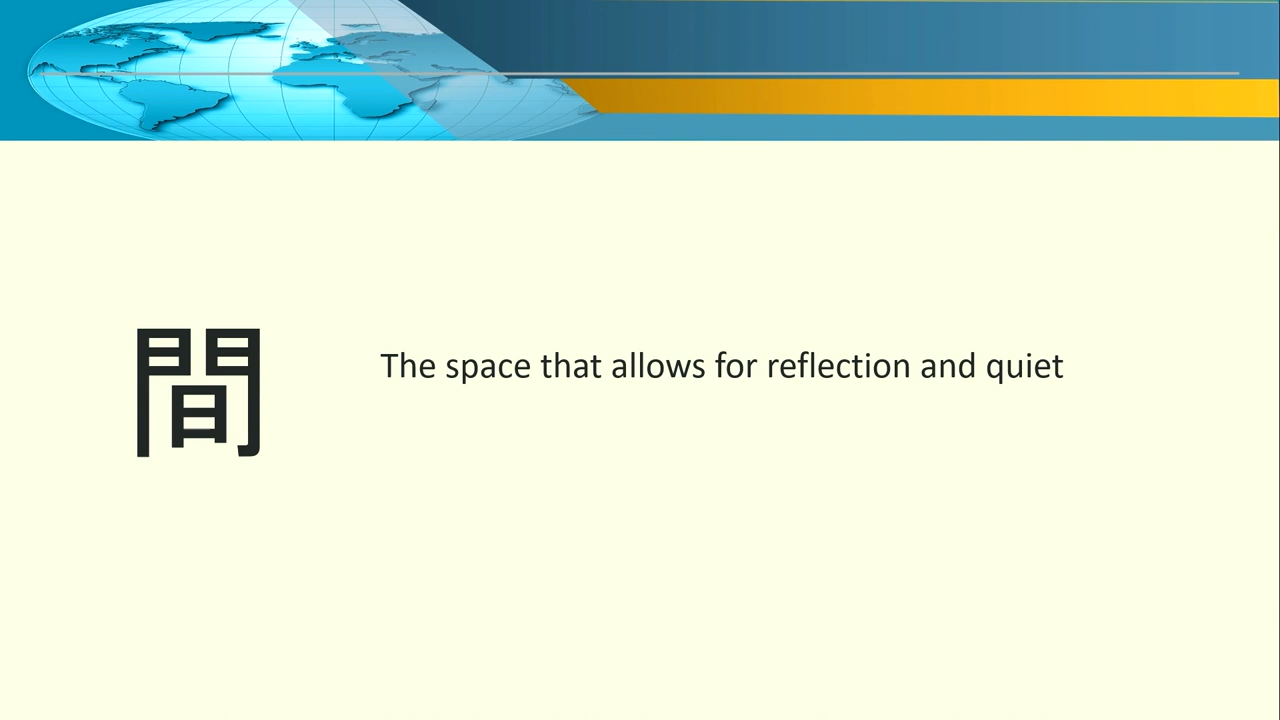 間
The space that allows for reflection and quiet